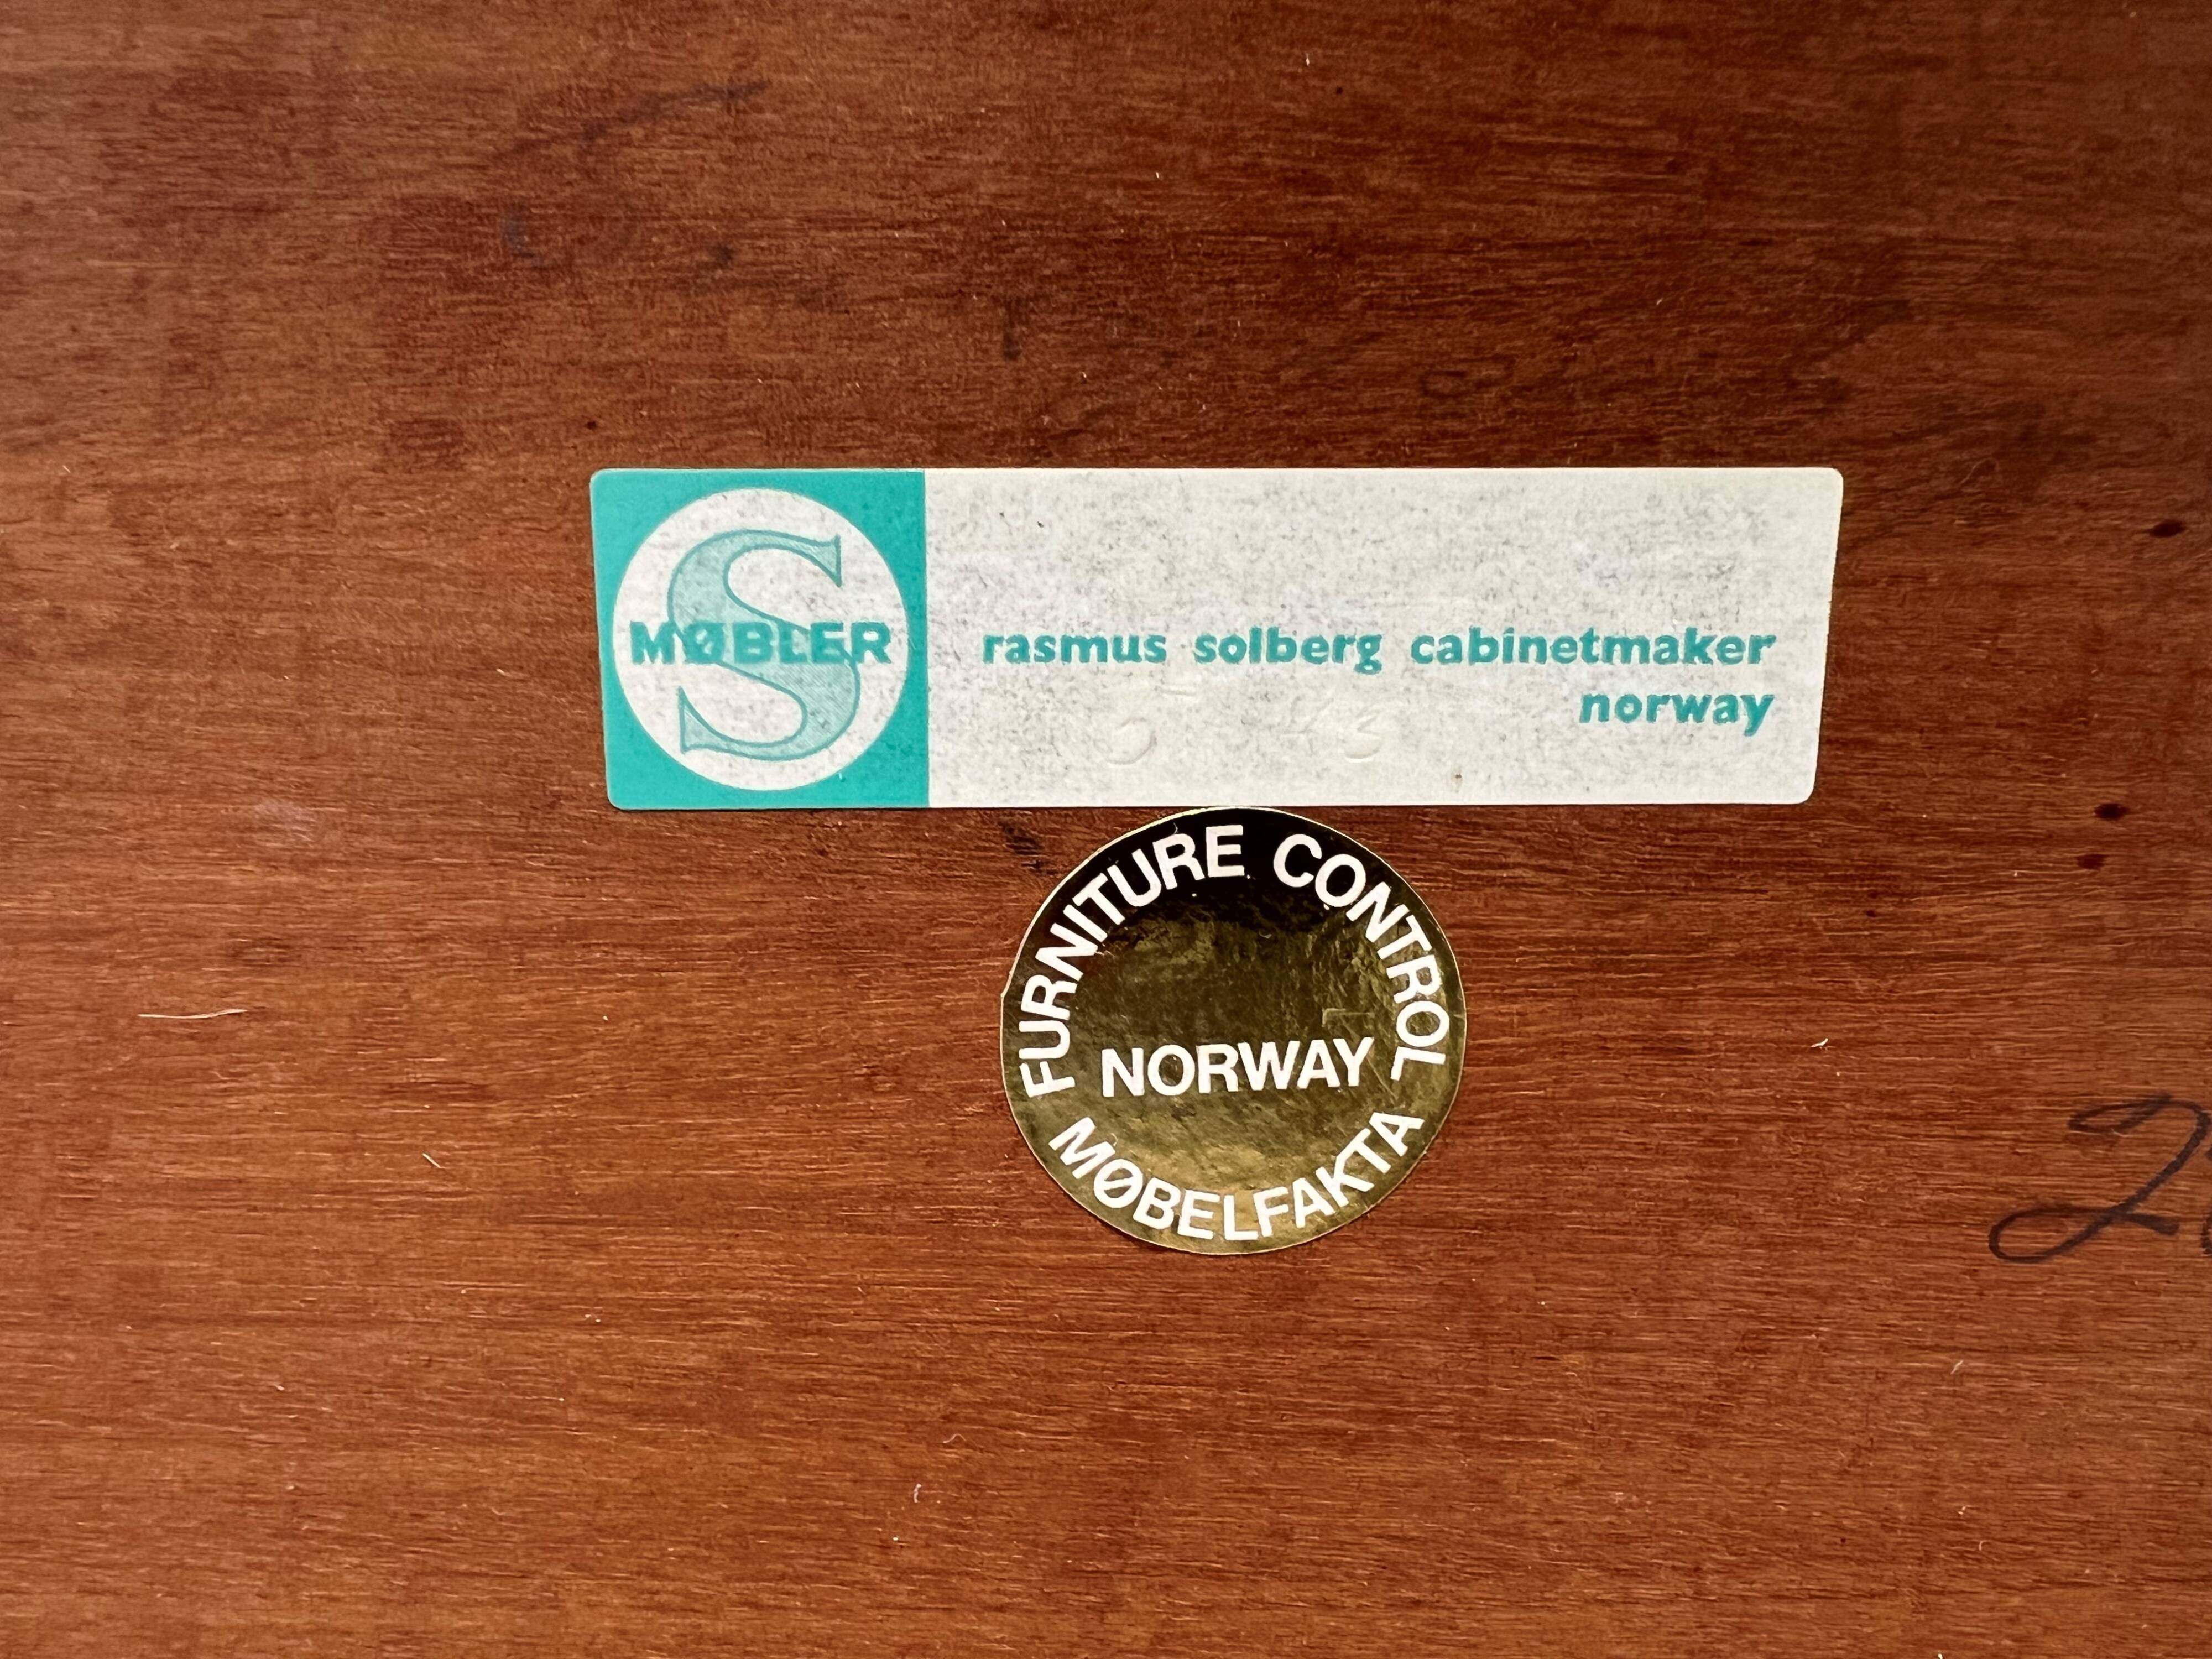 S
MØBLER
rasmus solberg cabinetmaker
norway
FURNITURE CONTROL
NORWAY
MØBELFAKTA